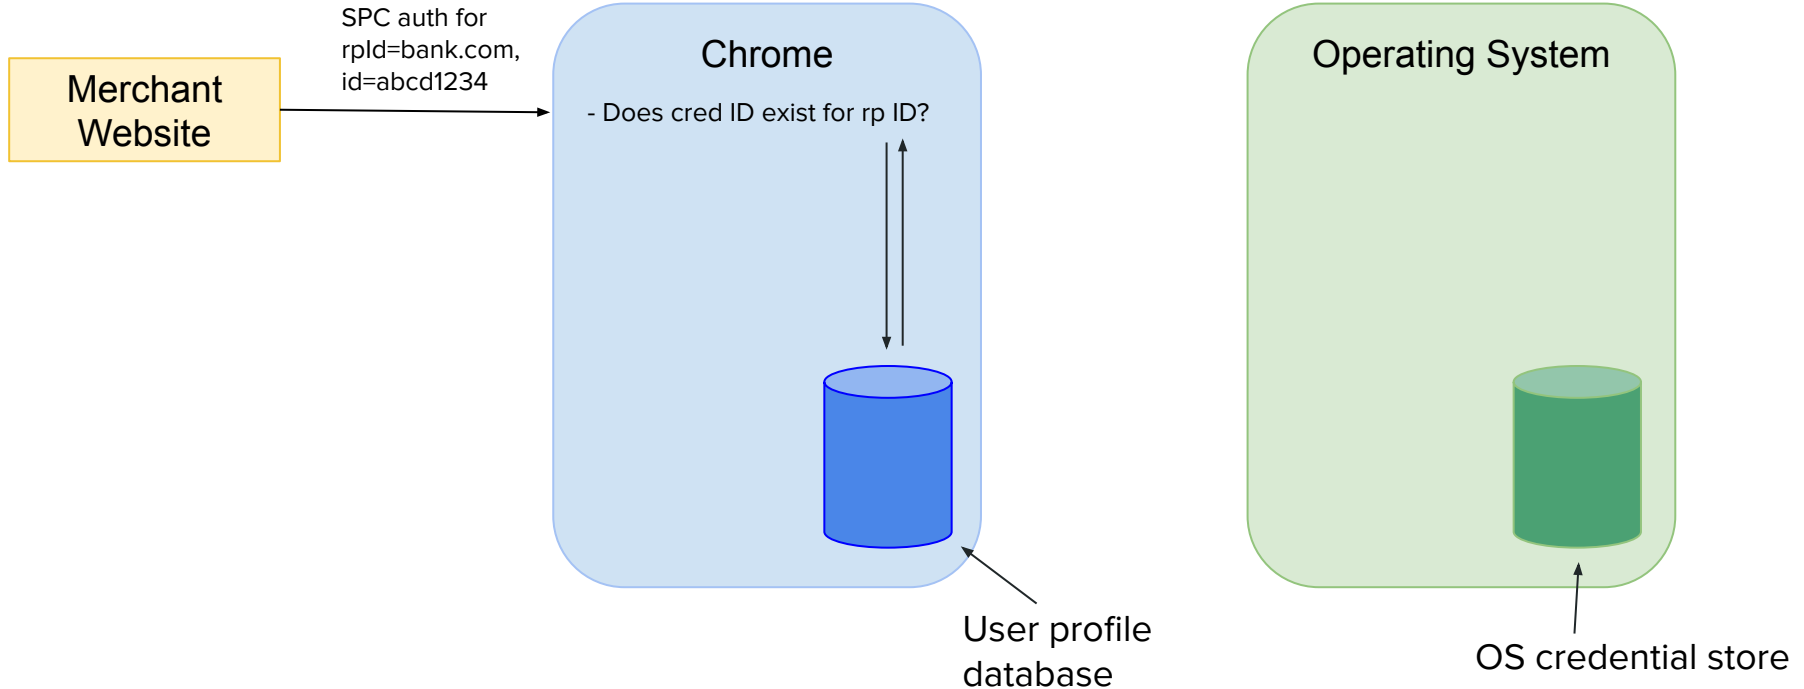 SPC auth for
rpId=bank.com,
id=abcd1234
Merchant
Website
Chrome
- Does cred ID exist for rp ID?
Operating System
User profile
database
OS credential store